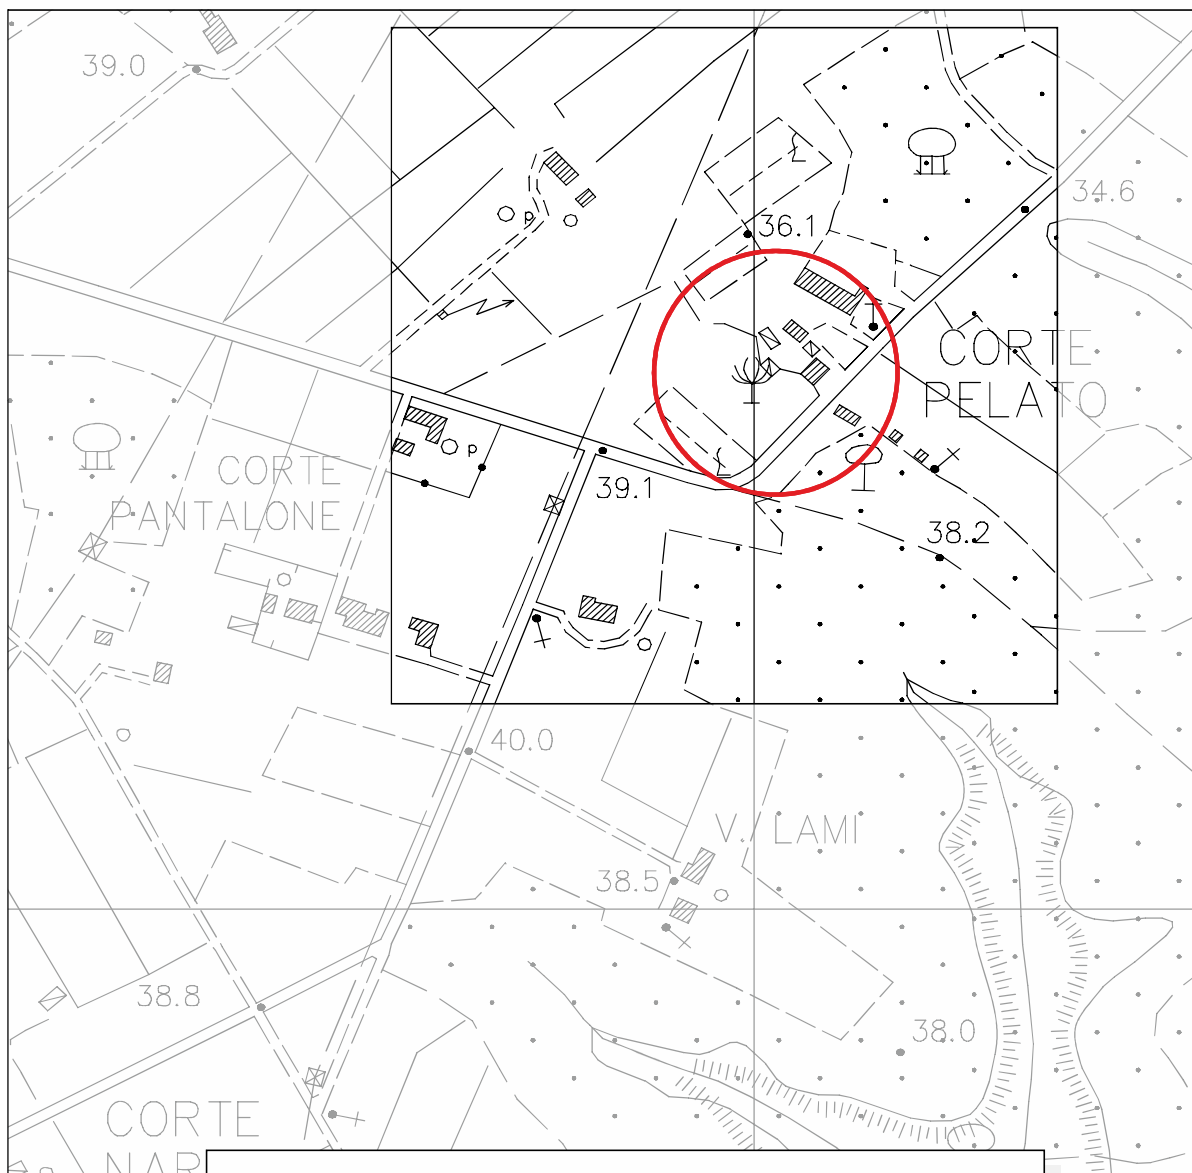 39.0
34.6
36.1
p
CORTE
PELATO
CORTE
PANTALONE
p
39.1
38.2
40.0
V. LAMI
38.5
38.8
38.0
CORTE